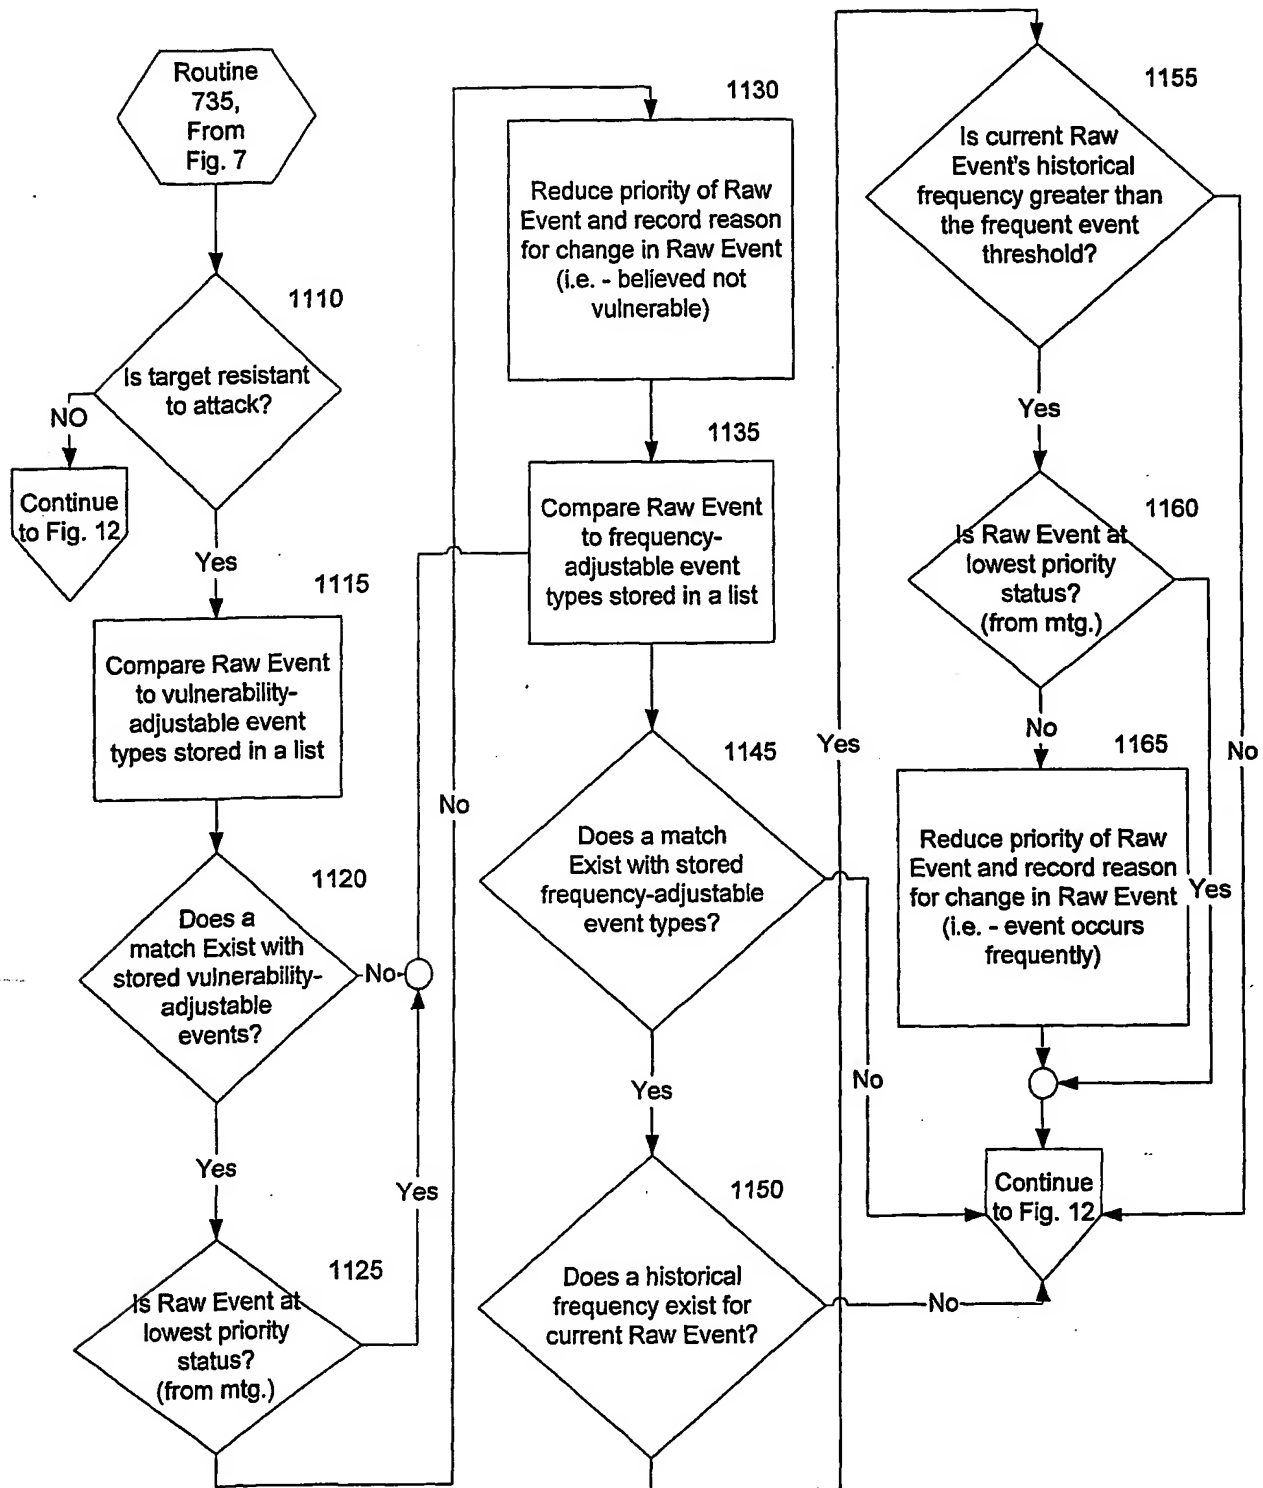 Routine
735,
From
Fig. 7
1110
Is target resistant
to attack?
NO
Continue
to Fig. 12
Yes
1115
Compare Raw Event
to vulnerability-
adjustable event
types stored in a list
1120
Does a
match Exist with
stored vulnerability-
adjustable
events?
No
Yes
Yes
1125
Is Raw Event at
lowest priority
status?
(from mtg.)
No
1130
Reduce priority of Raw
Event and record reason
for change in Raw Event
(i.e. - believed not
vulnerable)
1135
Compare Raw Event
to frequency-
adjustable event
types stored in a list
1145
Does a match
Exist with stored
frequency-adjustable
event types?
No
Yes
1150
Does a historical
frequency exist for
current Raw Event?
No
Yes
1155
Is current Raw
Event's historical
frequency greater than
the frequent event
threshold?
Yes
No
1160
Is Raw Event at
lowest priority
status?
(from mtg.)
No
1165
Reduce priority of Raw
Event and record reason
for change in Raw Event
(i.e. - event occurs
frequently)
Yes
Continue
to Fig. 12